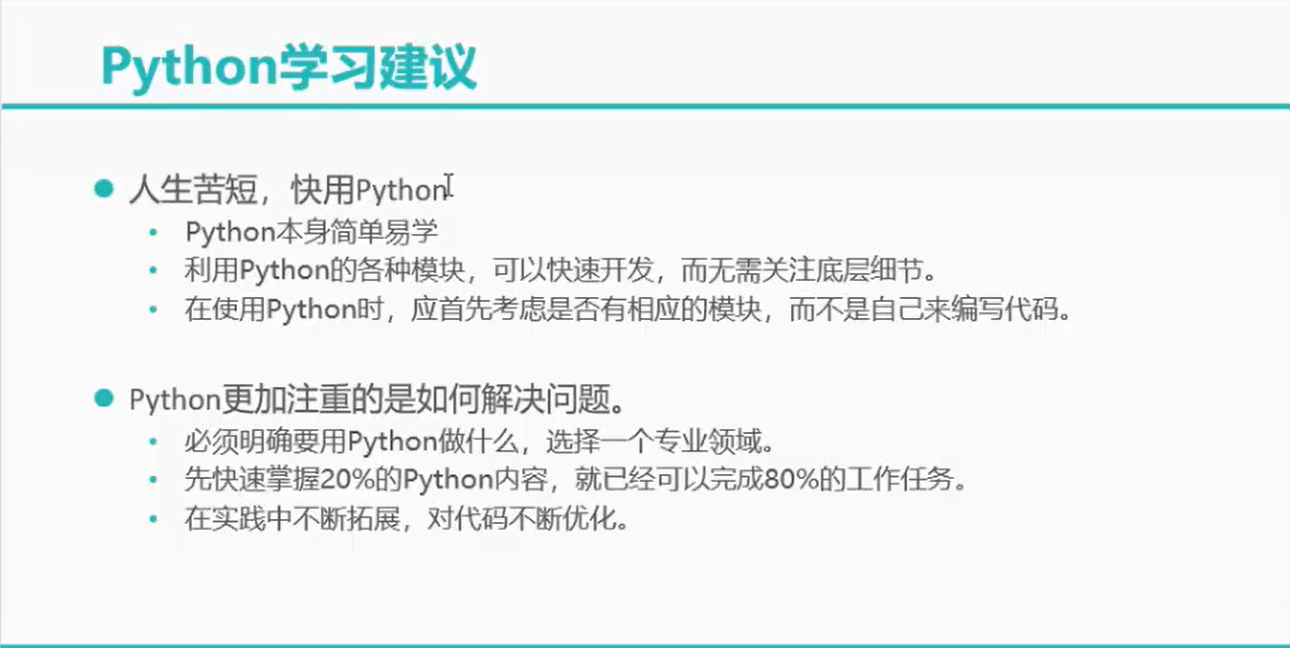 Python学习建议
人生苦短，快用Python
Python本身简单易学
利用Python的各种模块，可以快速开发，而无需关注底层细节。
在使用Python时，应首先考虑是否有相应的模块，而不是自己来编写代码。
Python更加注重的是如何解决问题。
必须明确要用Python做什么，选择一个专业领域。
先快速掌握20%的Python内容，就已经可以完成80%的工作任务。
在实践中不断拓展，对代码不断优化。